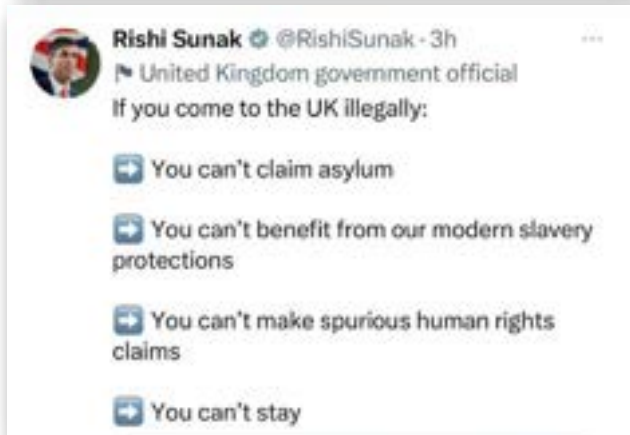 Rishi Sunak @RishiSunak · 3h
United Kingdom government official
If you come to the UK illegally:
➡️ You can't claim asylum
➡️ You can't benefit from our modern slavery
protections
➡️ You can't make spurious human rights
claims
➡️ You can't stay